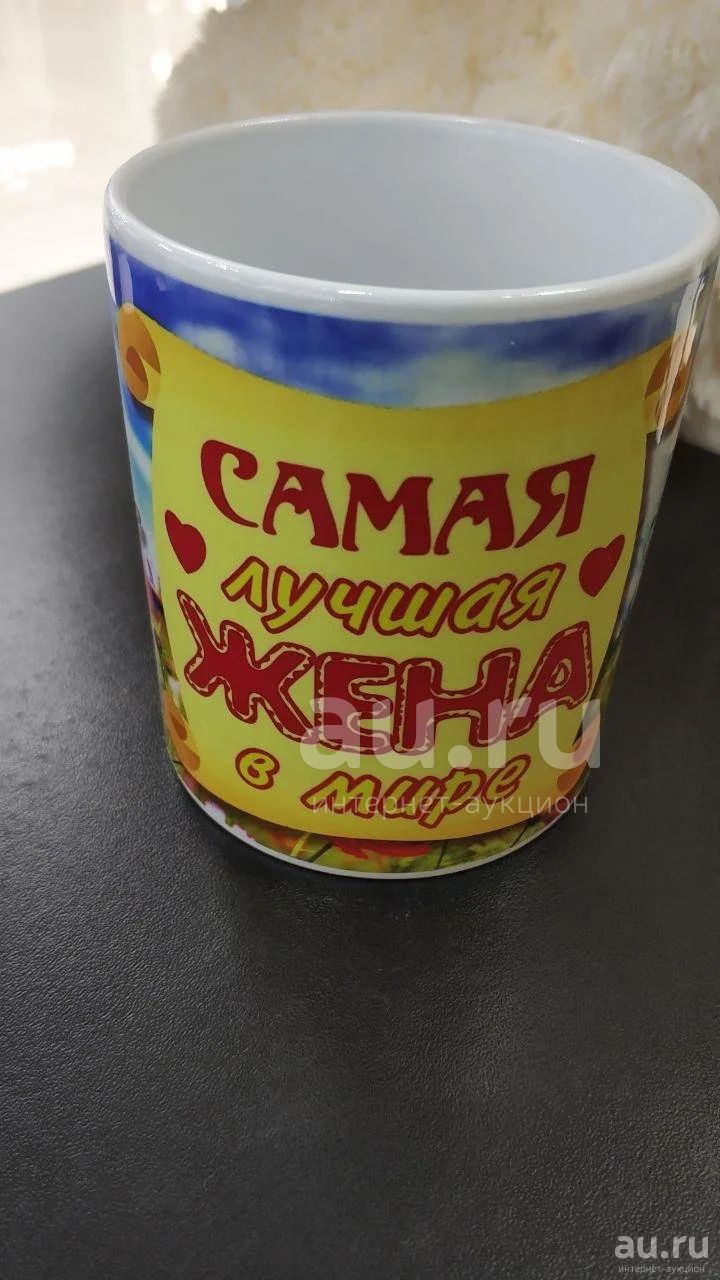 САМАЯ
лучшая
ЖЕНА
в мире
au.ru
интернет-аукцион
au.ru
интернет-аукцион